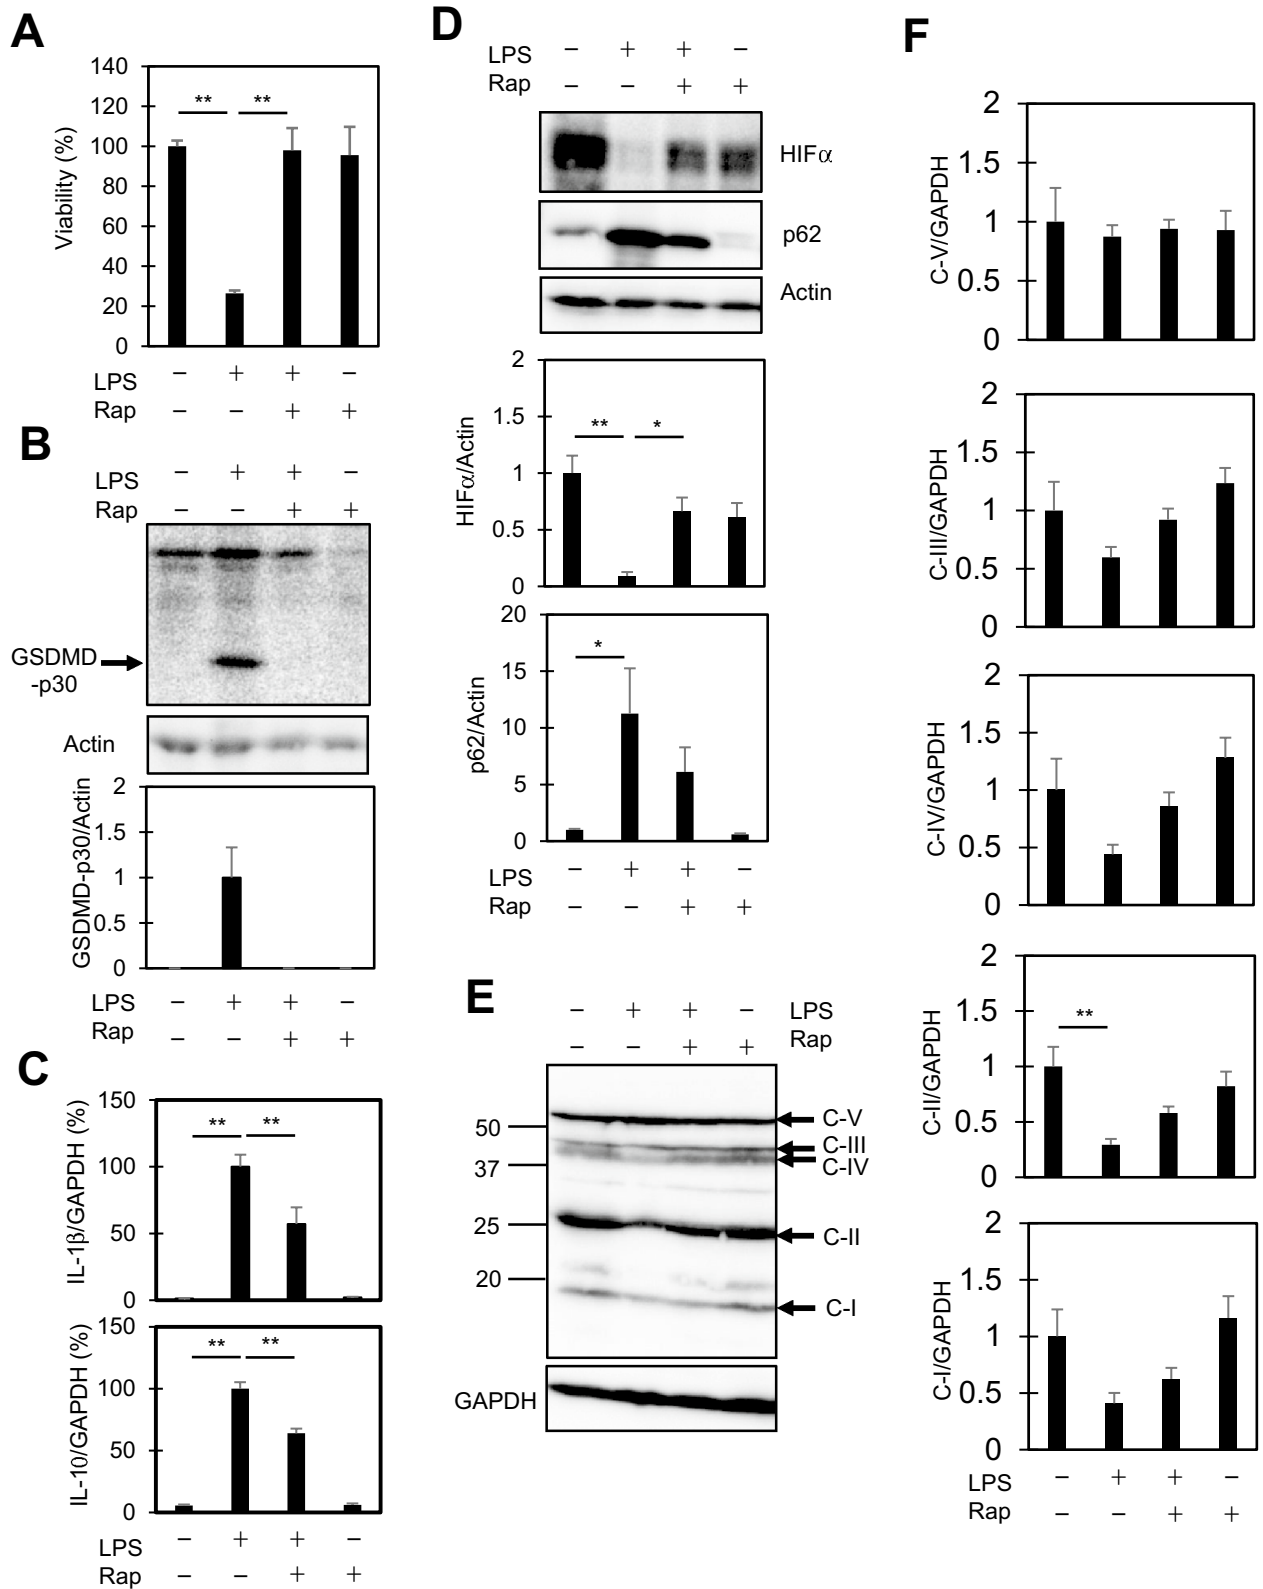 A
140
120
100
80
60
40
20
0
Viability (%)
** **
LPS − + + −
Rap − − + +
B
LPS − + + −
Rap − − + +
GSDMD
-p30
Actin
2
1.5
1
0.5
0
GSDMD-p30/Actin
LPS − + + −
Rap − − + +
C
150
100
50
0
IL-1β/GAPDH (%)
** **
150
100
50
0
IL-10/GAPDH (%)
** **
LPS − + + −
Rap − − + +
D
LPS − + + −
Rap − − + +
HIFα
p62
Actin
2
1.5
1
0.5
0
HIFα/Actin
** *
20
15
10
5
0
p62/Actin
*
LPS − + + −
Rap − − + +
E
− + + − LPS
− − + + Rap
50
37
25
20
C-V
C-III
C-IV
C-II
C-I
GAPDH
F
2
1.5
1
0.5
0
C-V/GAPDH
2
1.5
1
0.5
0
C-III/GAPDH
2
1.5
1
0.5
0
C-IV/GAPDH
2
1.5
1
0.5
0
C-II/GAPDH
**
2
1.5
1
0.5
0
C-I/GAPDH
LPS − + + −
Rap − − + +